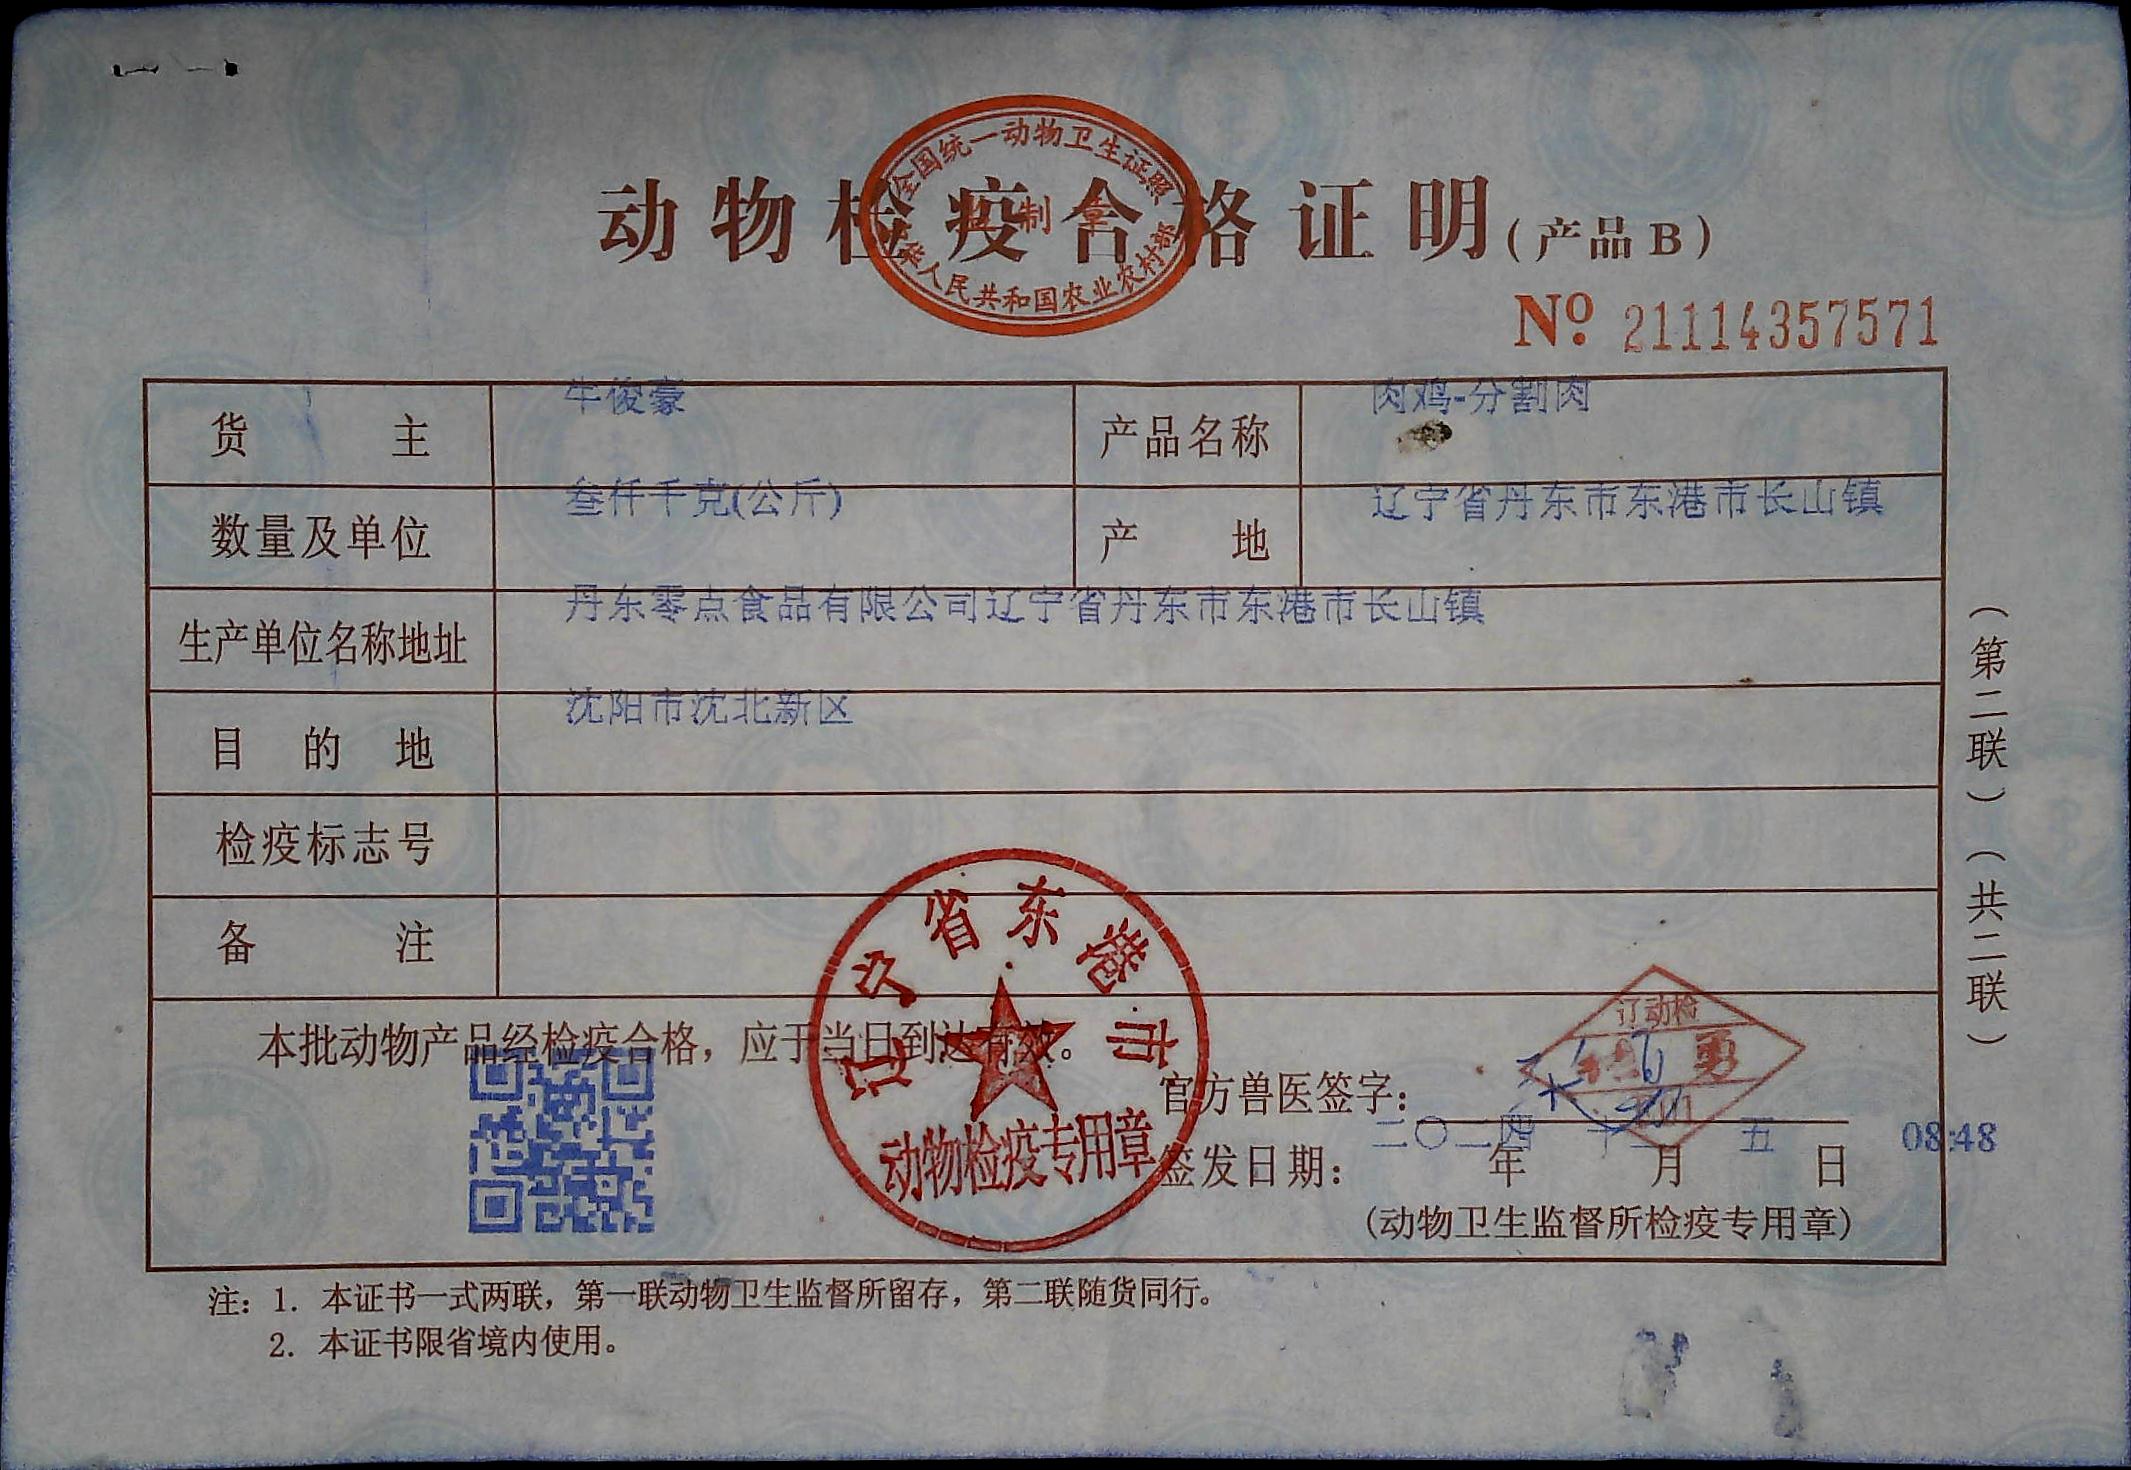 动物检疫合格证明(产品B)
全国统一动物卫生证照
监制章
中华人民共和国农业农村部
№ 21114357571
货主 牛俊豪 产品名称 肉鸡-分割肉
数量及单位 叁仟千克(公斤) 产地 辽宁省丹东市东港市长山镇
生产单位名称地址 丹东零点食品有限公司辽宁省丹东市东港市长山镇
目的地 沈阳市沈北新区
检疫标志号
备注
本批动物产品经检疫合格，应于当日到达有效。
辽宁省东港市
动物检疫专用章
辽动检
官方兽医签字：
签发日期： 二〇二四年 十二月 五日 08:48
(动物卫生监督所检疫专用章)
（第二联）（共二联）
注：1. 本证书一式两联，第一联动物卫生监督所留存，第二联随货同行。
2. 本证书限省境内使用。